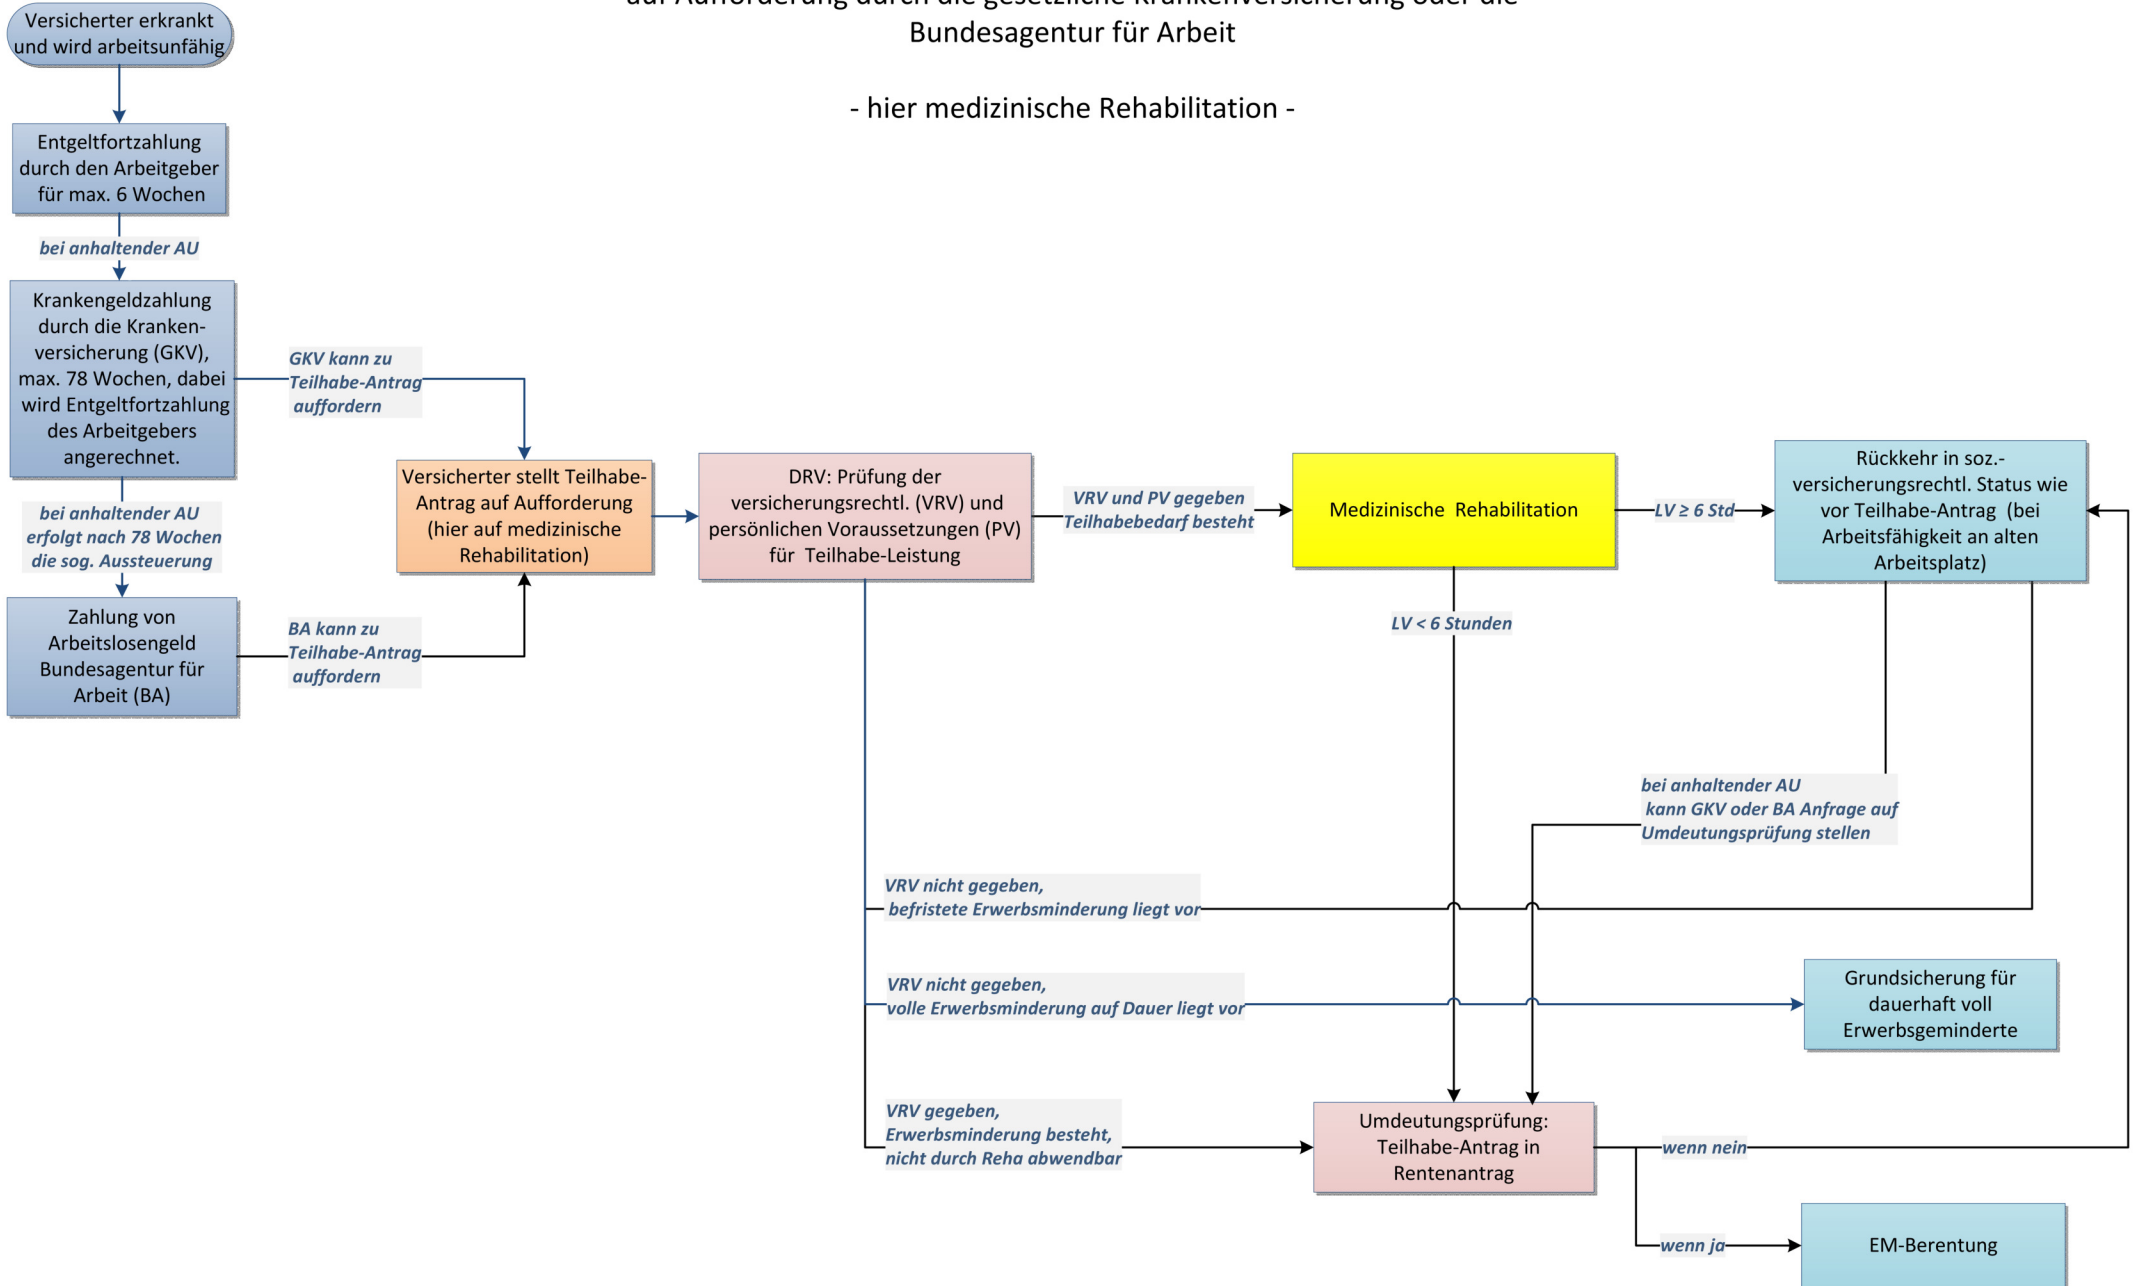 auf Aufforderung durch die gesetzliche Krankenversicherung oder die
Bundesagentur für Arbeit
- hier medizinische Rehabilitation -
Versicherter erkrankt
und wird arbeitsunfähig
Entgeltfortzahlung
durch den Arbeitgeber
für max. 6 Wochen
bei anhaltender AU
Krankengeldzahlung
durch die Kranken-
versicherung (GKV),
max. 78 Wochen, dabei
wird Entgeltfortzahlung
des Arbeitgebers
angerechnet.
GKV kann zu
Teilhabe-Antrag
auffordern
bei anhaltender AU
erfolgt nach 78 Wochen
die sog. Aussteuerung
Zahlung von
Arbeitslosengeld
Bundesagentur für
Arbeit (BA)
BA kann zu
Teilhabe-Antrag
auffordern
Versicherter stellt Teilhabe-
Antrag auf Aufforderung
(hier auf medizinische
Rehabilitation)
DRV: Prüfung der
versicherungsrechtl. (VRV) und
persönlichen Voraussetzungen (PV)
für Teilhabe-Leistung
VRV und PV gegeben
Teilhabebedarf besteht
Medizinische Rehabilitation
LV ≥ 6 Std
Rückkehr in soz.-
versicherungsrechtl. Status wie
vor Teilhabe-Antrag (bei
Arbeitsfähigkeit an alten
Arbeitsplatz)
LV < 6 Stunden
bei anhaltender AU
kann GKV oder BA Anfrage auf
Umdeutungsprüfung stellen
VRV nicht gegeben,
befristete Erwerbsminderung liegt vor
VRV nicht gegeben,
volle Erwerbsminderung auf Dauer liegt vor
Grundsicherung für
dauerhaft voll
Erwerbsgeminderte
VRV gegeben,
Erwerbsminderung besteht,
nicht durch Reha abwendbar
Umdeutungsprüfung:
Teilhabe-Antrag in
Rentenantrag
wenn nein
wenn ja
EM-Berentung